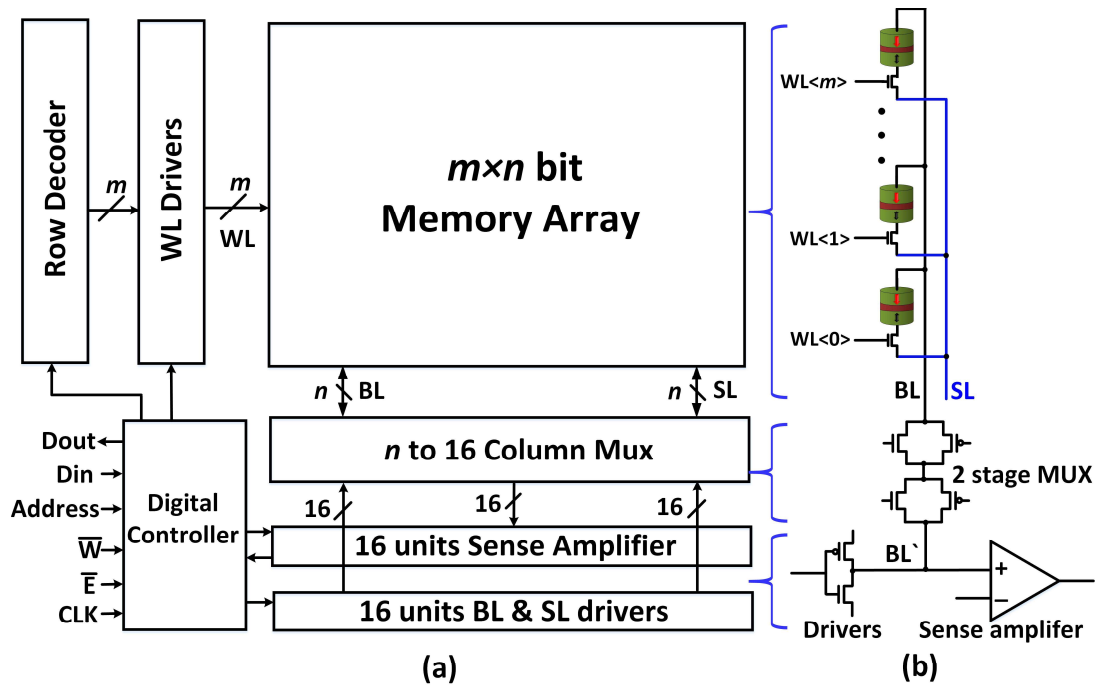 Row Decoder
m
WL Drivers
m
WL
m×n bit
Memory Array
n
BL
n
SL
n to 16 Column Mux
16
16
16
16 units Sense Amplifier
16 units BL & SL drivers
Digital
Controller
Dout
Din
Address
W̅
E̅
CLK
(a)
WL<m>
WL<1>
WL<0>
BL
SL
2 stage MUX
BL`
+
−
Drivers
Sense amplifer
(b)